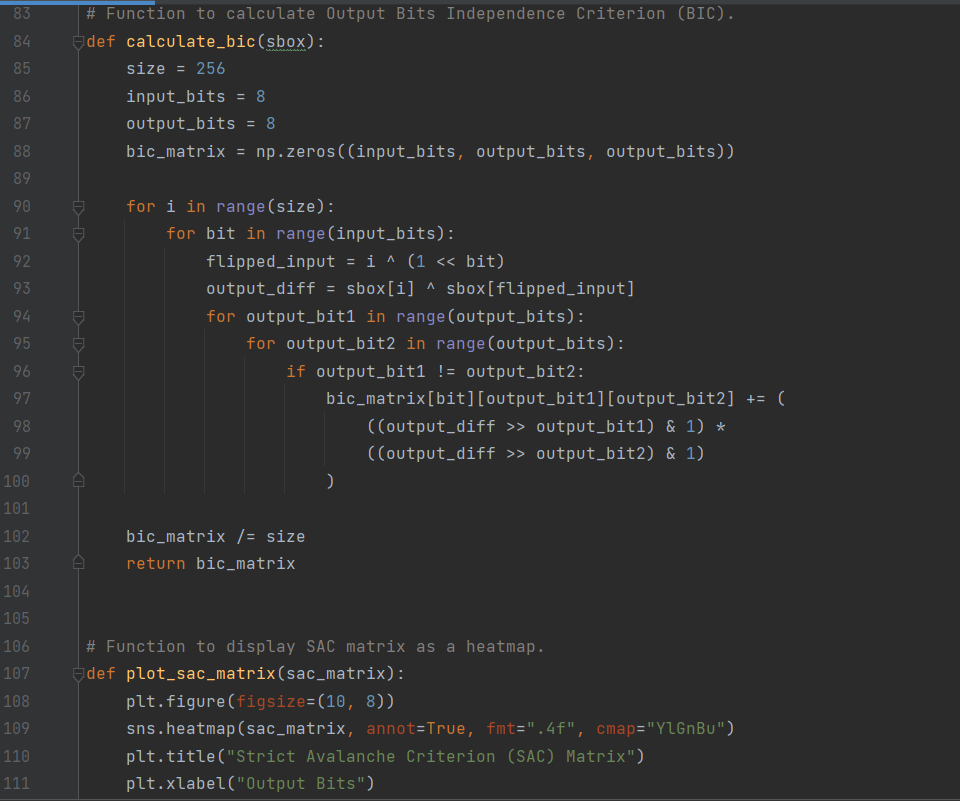 83 # Function to calculate Output Bits Independence Criterion (BIC).
84 def calculate_bic(sbox):
85     size = 256
86     input_bits = 8
87     output_bits = 8
88     bic_matrix = np.zeros((input_bits, output_bits, output_bits))
89
90     for i in range(size):
91         for bit in range(input_bits):
92             flipped_input = i ^ (1 << bit)
93             output_diff = sbox[i] ^ sbox[flipped_input]
94             for output_bit1 in range(output_bits):
95                 for output_bit2 in range(output_bits):
96                     if output_bit1 != output_bit2:
97                         bic_matrix[bit][output_bit1][output_bit2] += (
98                             ((output_diff >> output_bit1) & 1) *
99                             ((output_diff >> output_bit2) & 1)
100                         )
101
102     bic_matrix /= size
103     return bic_matrix
104
105
106 # Function to display SAC matrix as a heatmap.
107 def plot_sac_matrix(sac_matrix):
108     plt.figure(figsize=(10, 8))
109     sns.heatmap(sac_matrix, annot=True, fmt=".4f", cmap="YlGnBu")
110     plt.title("Strict Avalanche Criterion (SAC) Matrix")
111     plt.xlabel("Output Bits")